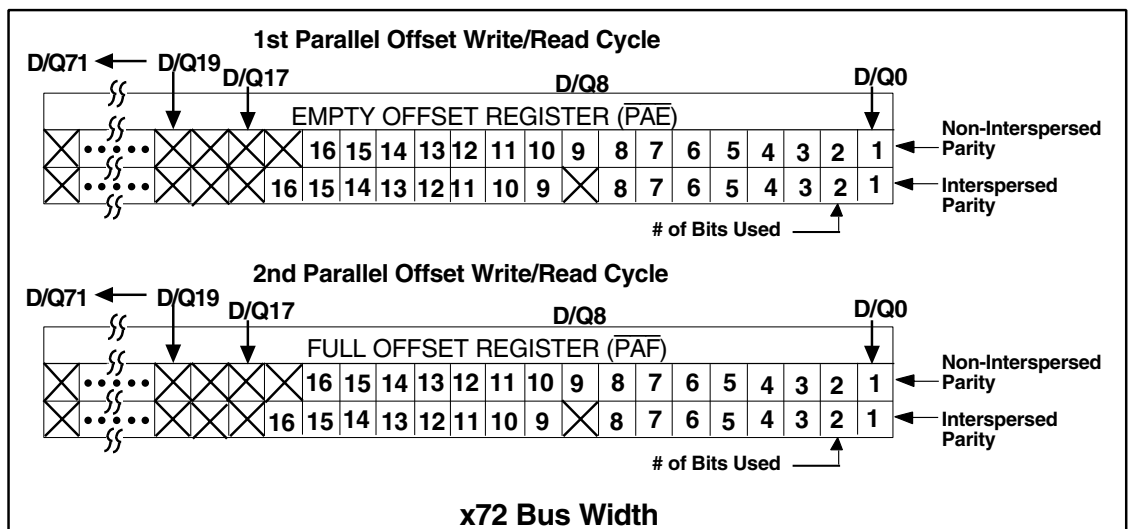 1st Parallel Offset Write/Read Cycle
D/Q71 D/Q19 D/Q17 D/Q8 D/Q0
EMPTY OFFSET REGISTER (PAE)
16 15 14 13 12 11 10 9 8 7 6 5 4 3 2 1 Non-Interspersed Parity
16 15 14 13 12 11 10 9 8 7 6 5 4 3 2 1 Interspersed Parity
# of Bits Used
2nd Parallel Offset Write/Read Cycle
D/Q71 D/Q19 D/Q17 D/Q8 D/Q0
FULL OFFSET REGISTER (PAF)
16 15 14 13 12 11 10 9 8 7 6 5 4 3 2 1 Non-Interspersed Parity
16 15 14 13 12 11 10 9 8 7 6 5 4 3 2 1 Interspersed Parity
# of Bits Used
x72 Bus Width